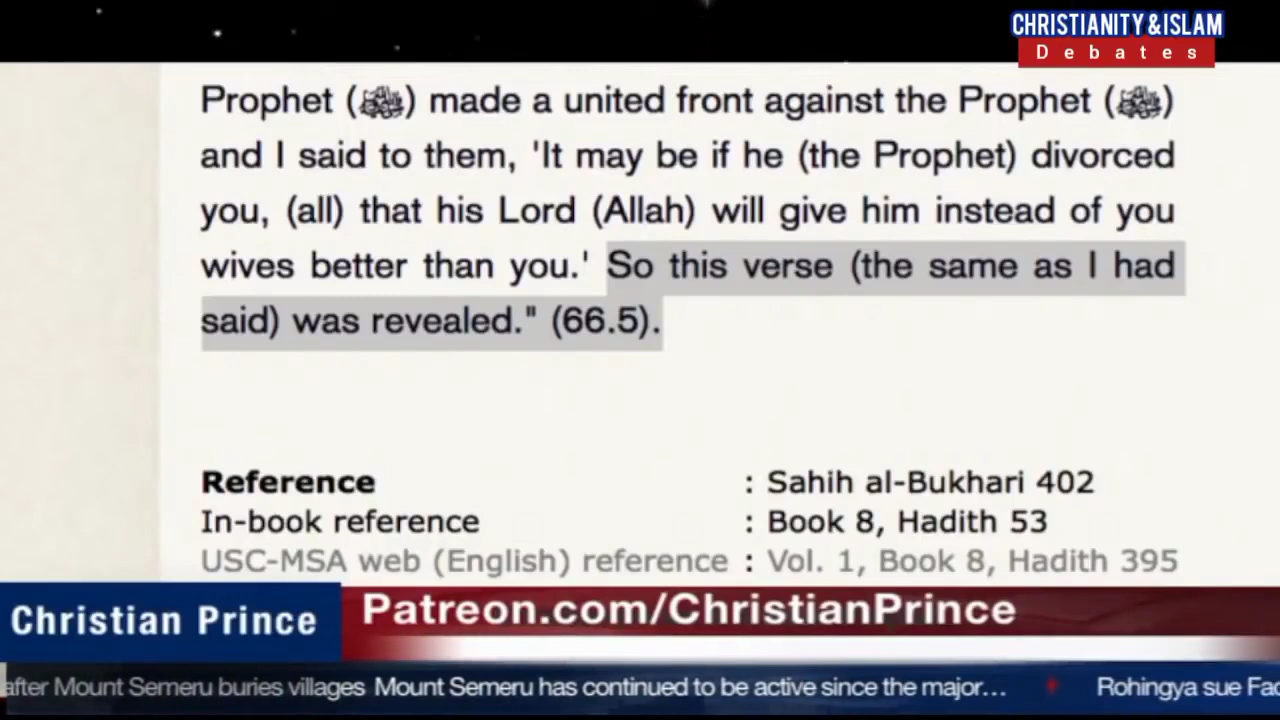 CHRISTIANITY & ISLAM
Debates
Prophet (ﷺ) made a united front against the Prophet (ﷺ)
and I said to them, 'It may be if he (the Prophet) divorced
you, (all) that his Lord (Allah) will give him instead of you
wives better than you.' So this verse (the same as I had
said) was revealed." (66.5).
Reference : Sahih al-Bukhari 402
In-book reference : Book 8, Hadith 53
USC-MSA web (English) reference : Vol. 1, Book 8, Hadith 395
Christian Prince
Patreon.com/ChristianPrince
after Mount Semeru buries villages Mount Semeru has continued to be active since the major... Rohingya sue